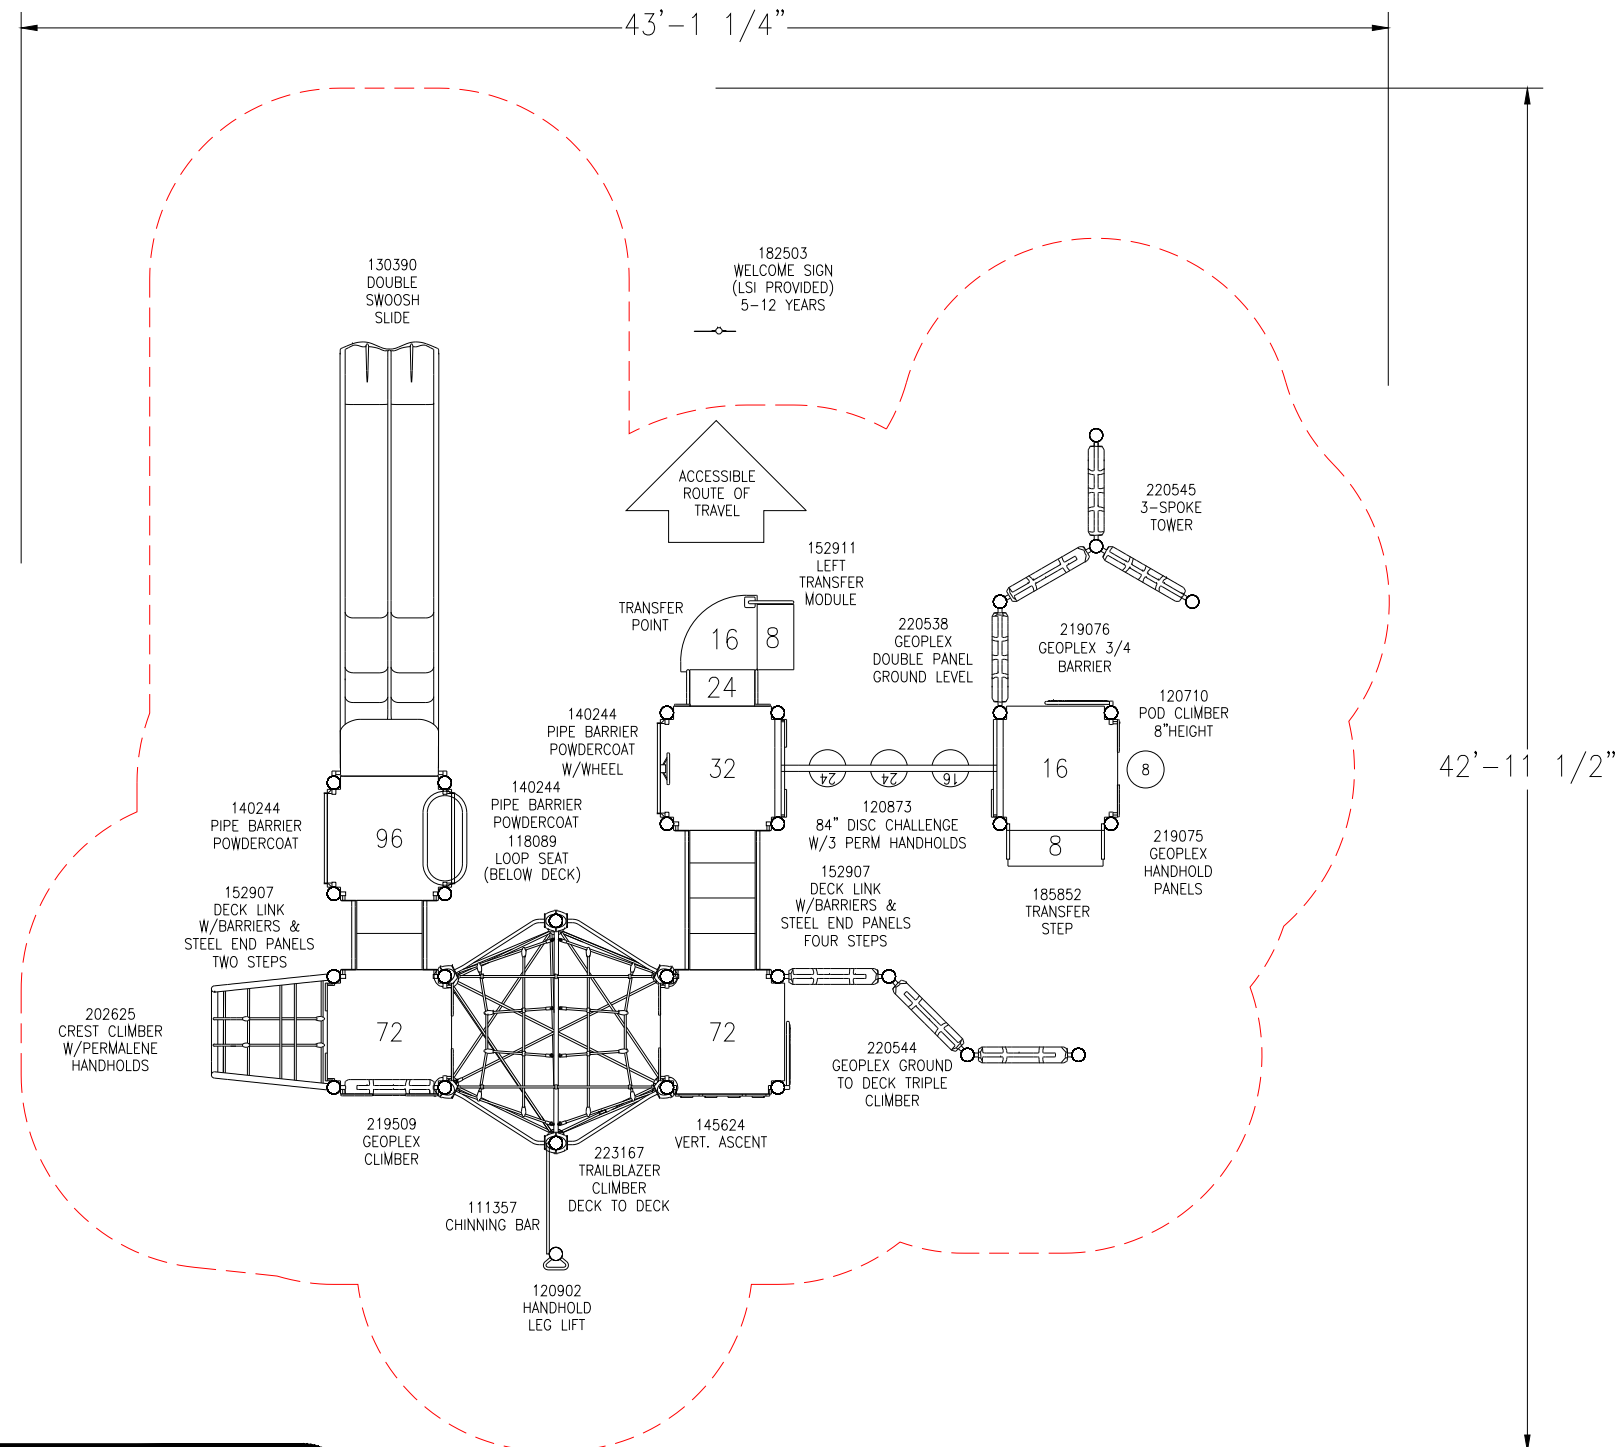 43'-1 1/4"
182503
WELCOME SIGN
(LSI PROVIDED)
5-12 YEARS
130390
DOUBLE
SWOOSH
SLIDE
ACCESSIBLE
ROUTE OF
TRAVEL
220545
3-SPOKE
TOWER
152911
LEFT
TRANSFER
MODULE
TRANSFER
POINT
16
8
24
220538
GEOPLEX
DOUBLE PANEL
GROUND LEVEL
219076
GEOPLEX 3/4
BARRIER
120710
POD CLIMBER
8"HEIGHT
140244
PIPE BARRIER
POWDERCOAT
W/WHEEL
32
24
24
16
16
8
42'-11 1/2"
140244
PIPE BARRIER
POWDERCOAT
118089
LOOP SEAT
(BELOW DECK)
140244
PIPE BARRIER
POWDERCOAT
96
120873
84" DISC CHALLENGE
W/3 PERM HANDHOLDS
8
219075
GEOPLEX
HANDHOLD
PANELS
152907
DECK LINK
W/BARRIERS &
STEEL END PANELS
TWO STEPS
152907
DECK LINK
W/BARRIERS &
STEEL END PANELS
FOUR STEPS
185852
TRANSFER
STEP
202625
CREST CLIMBER
W/PERMALENE
HANDHOLDS
72
72
220544
GEOPLEX GROUND
TO DECK TRIPLE
CLIMBER
219509
GEOPLEX
CLIMBER
145624
VERT. ASCENT
223167
TRAILBLAZER
CLIMBER
DECK TO DECK
111357
CHINNING BAR
120902
HANDHOLD
LEG LIFT